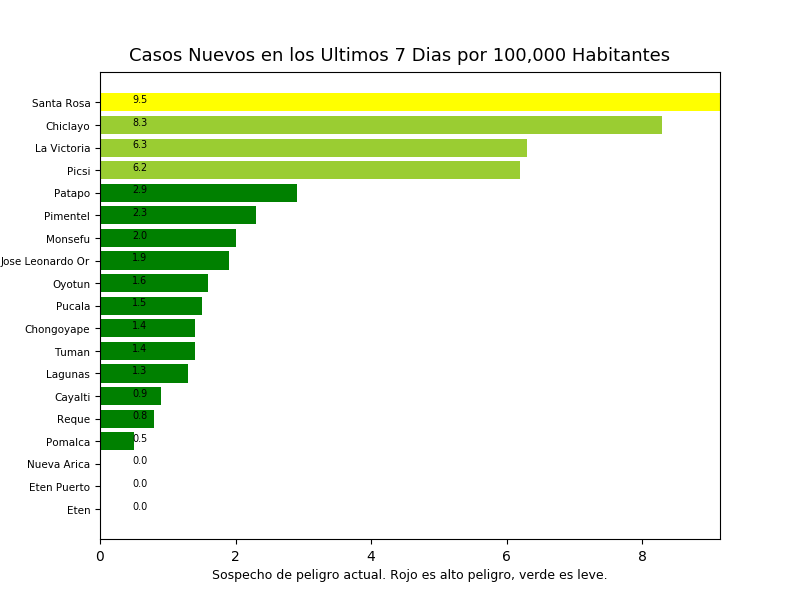 Casos Nuevos en los Ultimos 7 Dias por 100,000 Habitantes
Santa Rosa 9.5
Chiclayo 8.3
La Victoria 6.3
Picsi 6.2
Patapo 2.9
Pimentel 2.3
Monsefu 2.0
Jose Leonardo Or 1.9
Oyotun 1.6
Pucala 1.5
Chongoyape 1.4
Tuman 1.4
Lagunas 1.3
Cayalti 0.9
Reque 0.8
Pomalca 0.5
Nueva Arica 0.0
Eten Puerto 0.0
Eten 0.0
0 2 4 6 8
Sospecho de peligro actual. Rojo es alto peligro, verde es leve.